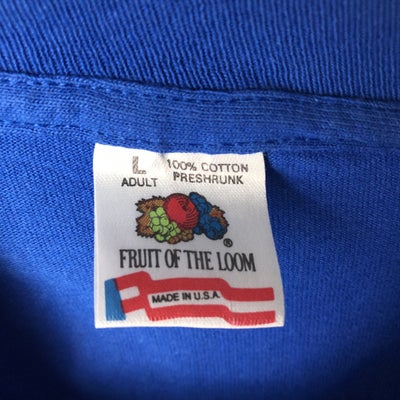 L 100% COTTON
ADULT PRESHRUNK
®
FRUIT OF THE LOOM
MADE IN U.S.A.